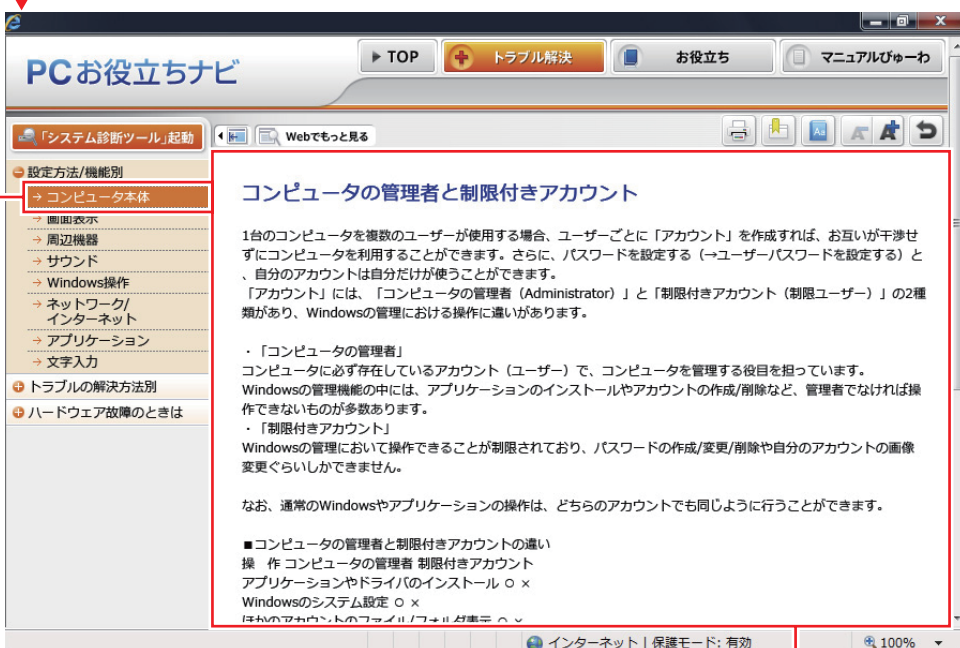 PCお役立ちナビ
TOP
トラブル解決
お役立ち
マニュアルびゅーわ
「システム診断ツール」起動
Webでもっと見る
設定方法/機能別
→ コンピュータ本体
→ 画面表示
→ 周辺機器
→ サウンド
→ Windows操作
→ ネットワーク/
インターネット
→ アプリケーション
→ 文字入力
トラブルの解決方法別
ハードウェア故障のときは
コンピュータの管理者と制限付きアカウント
1台のコンピュータを複数のユーザーが使用する場合、ユーザーごとに「アカウント」を作成すれば、お互いが干渉せ
ずにコンピュータを利用することができます。さらに、パスワードを設定する（→ユーザーパスワードを設定する）と
、自分のアカウントは自分だけが使うことができます。
「アカウント」には、「コンピュータの管理者（Administrator）」と「制限付きアカウント（制限ユーザー）」の2種
類があり、Windowsの管理における操作に違いがあります。
・「コンピュータの管理者」
コンピュータに必ず存在しているアカウント（ユーザー）で、コンピュータを管理する役目を担っています。
Windowsの管理機能の中には、アプリケーションのインストールやアカウントの作成/削除など、管理者でなければ操
作できないものが多数あります。
・「制限付きアカウント」
Windowsの管理において操作できることが制限されており、パスワードの作成/変更/削除や自分のアカウントの画像
変更ぐらいしかできません。
なお、通常のWindowsやアプリケーションの操作は、どちらのアカウントでも同じように行うことができます。
■コンピュータの管理者と制限付きアカウントの違い
操 作 コンピュータの管理者 制限付きアカウント
アプリケーションやドライバのインストール ○ ×
Windowsのシステム設定 ○ ×
ほかのアカウントのファイル/フォルダ表示 ○ ×
インターネット | 保護モード: 有効
100%